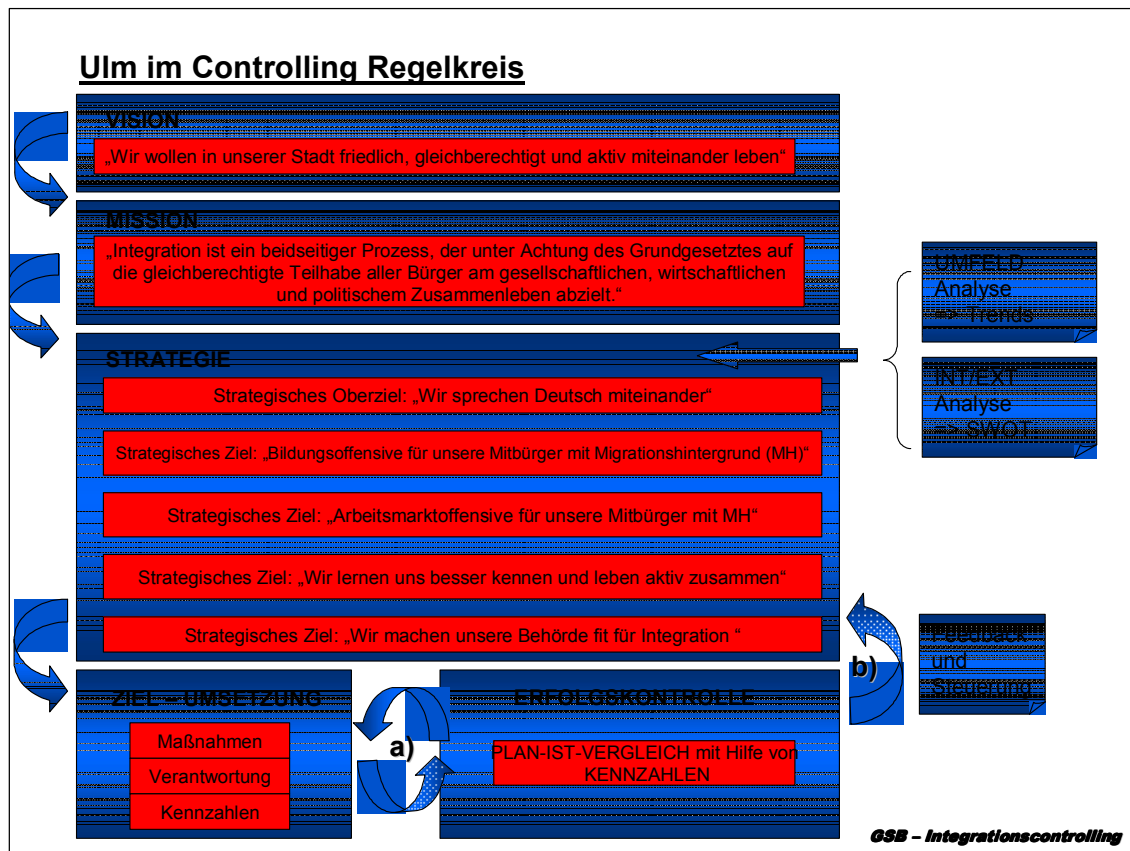 Ulm im Controlling Regelkreis
VISION
„Wir wollen in unserer Stadt friedlich, gleichberechtigt und aktiv miteinander leben“
MISSION
„Integration ist ein beidseitiger Prozess, der unter Achtung des Grundgesetztes auf
die gleichberechtigte Teilhabe aller Bürger am gesellschaftlichen, wirtschaftlichen
und politischem Zusammenleben abzielt.“
UMFELD
Analyse
=> Trends
INT/EXT
Analyse
=> SWOT
STRATEGIE
Strategisches Oberziel: „Wir sprechen Deutsch miteinander“
Strategisches Ziel: „Bildungsoffensive für unsere Mitbürger mit Migrationshintergrund (MH)“
Strategisches Ziel: „Arbeitsmarktoffensive für unsere Mitbürger mit MH“
Strategisches Ziel: „Wir lernen uns besser kennen und leben aktiv zusammen“
Strategisches Ziel: „Wir machen unsere Behörde fit für Integration “
b)
Feedback
und
Steuerung
ZIEL – UMSETZUNG
Maßnahmen
Verantwortung
Kennzahlen
a)
ERFOLGSKONTROLLE
PLAN-IST-VERGLEICH mit Hilfe von
KENNZAHLEN
GSB – Integrationscontrolling